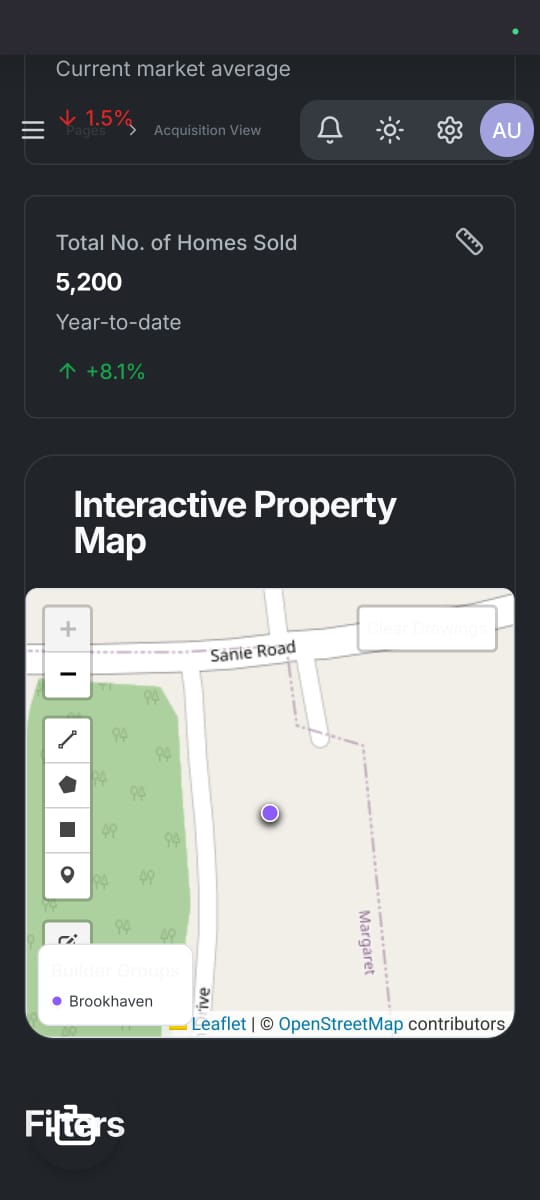 Current market average
1.5%
Pages
Acquisition View
AU
Total No. of Homes Sold
5,200
Year-to-date
+8.1%
Interactive Property
Map
+
−
Clear Drawings
Sanie Road
Margaret
Builder Groups
Brookhaven
Leaflet | © OpenStreetMap contributors
Filters